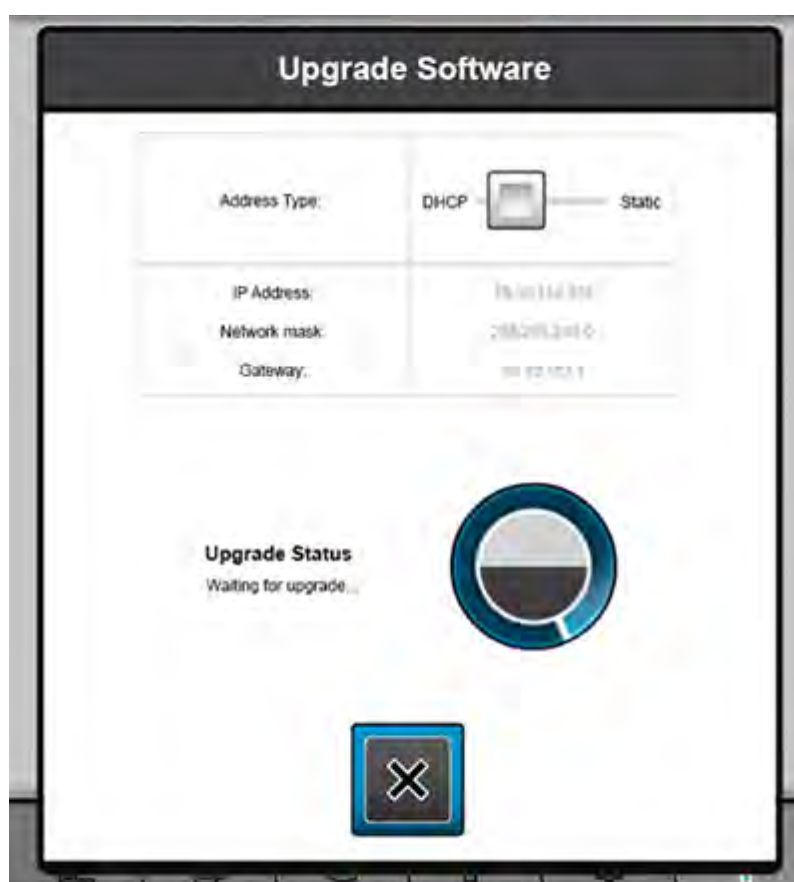 Upgrade Software
Address Type: DHCP Static
IP Address:
Network mask:
Gateway:
Upgrade Status
Waiting for upgrade...